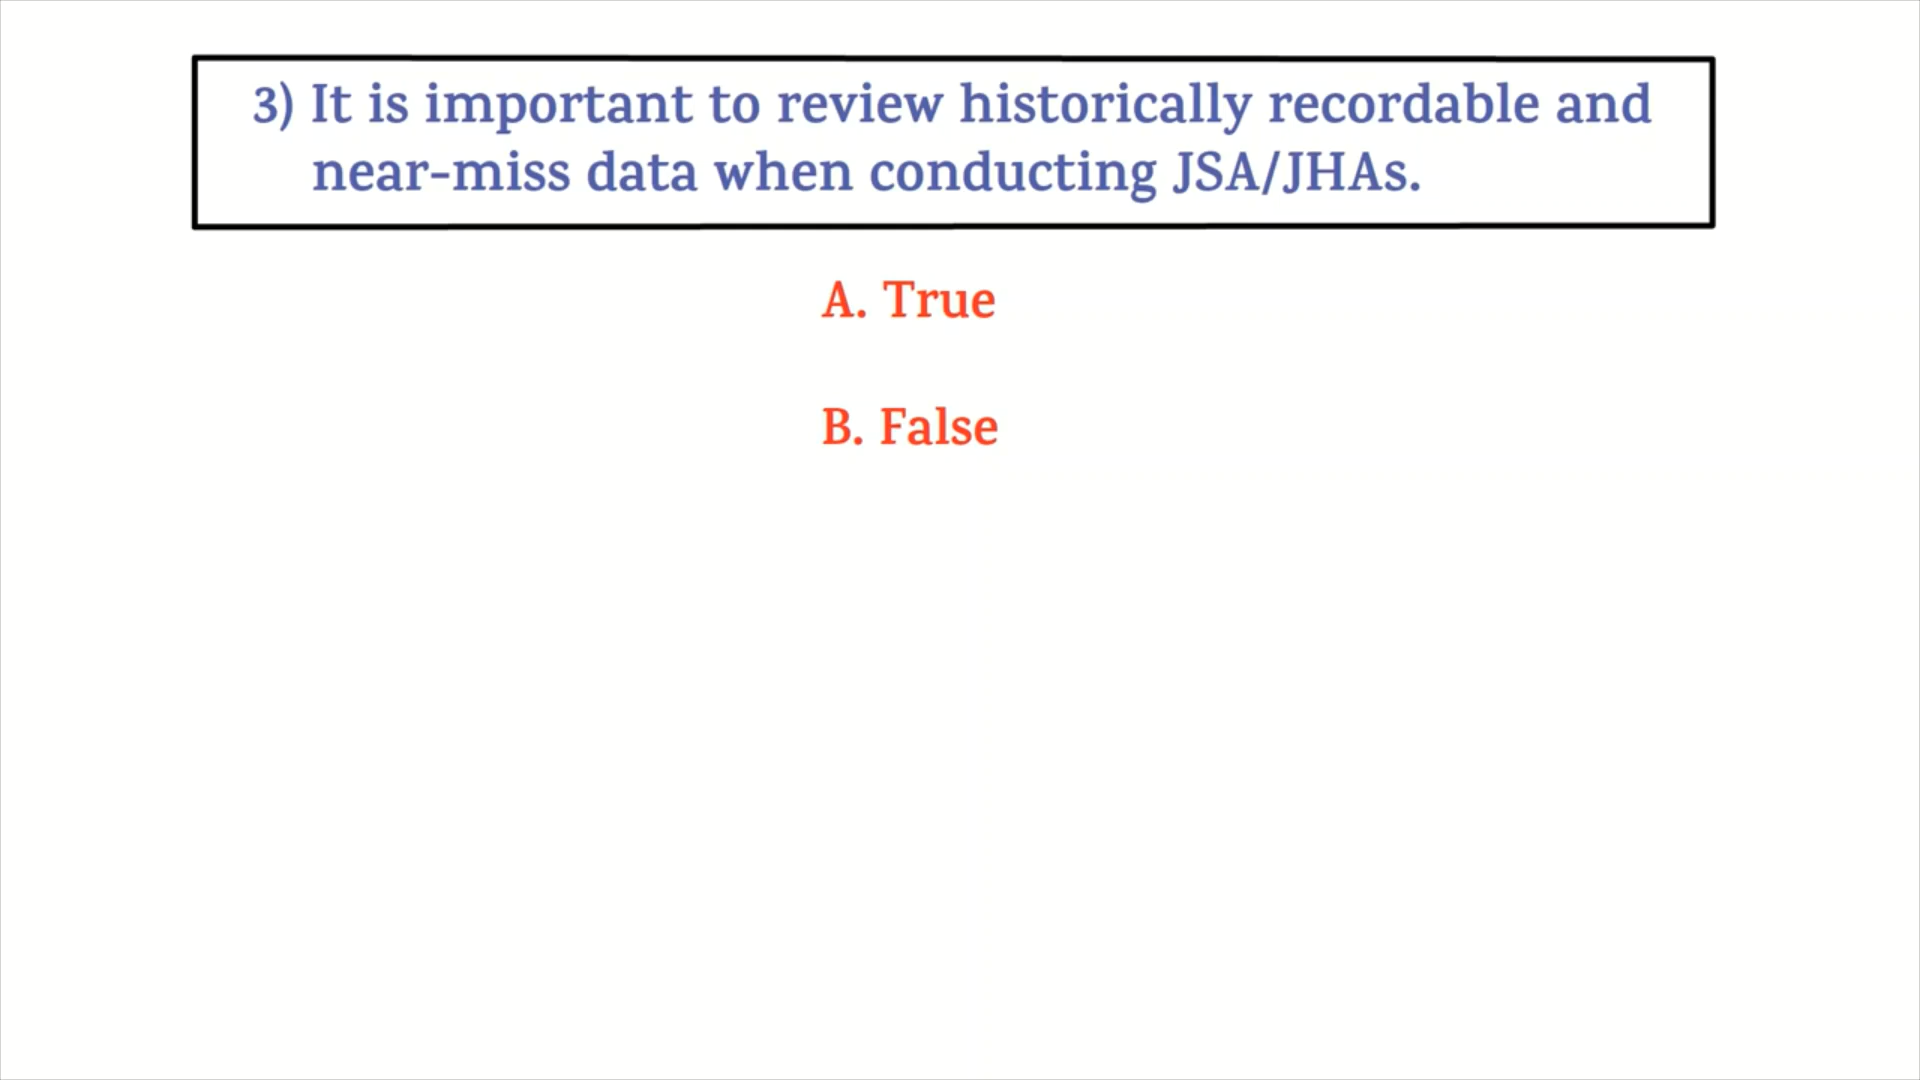 3) It is important to review historically recordable and
near-miss data when conducting JSA/JHAs.
A. True
B. False